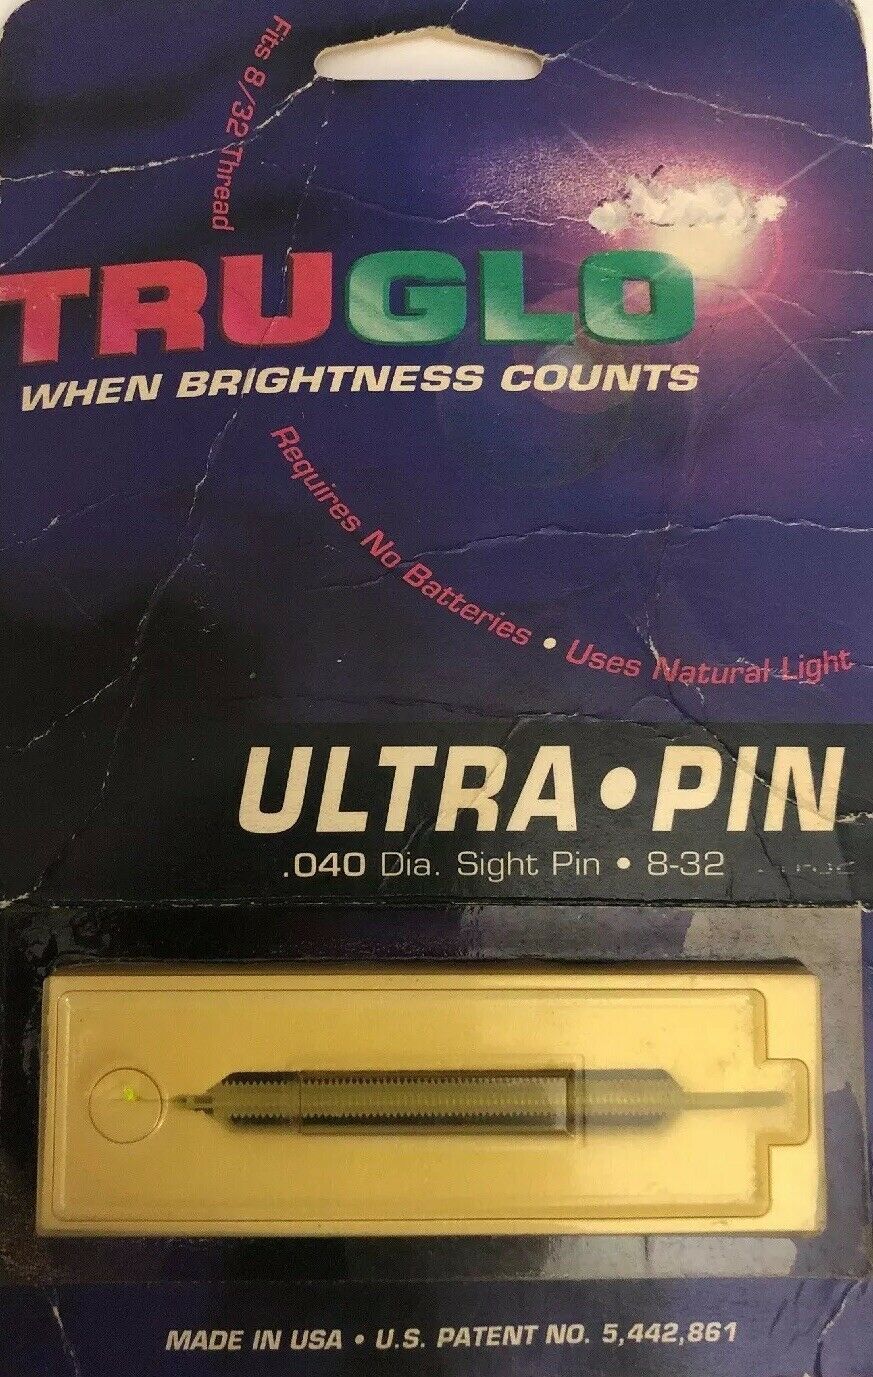 Fits 8/32 Thread
TRUGLO
WHEN BRIGHTNESS COUNTS
Requires No Batteries • Uses Natural Light
ULTRA•PIN
.040 Dia. Sight Pin • 8-32
MADE IN USA • U.S. PATENT NO. 5,442,861